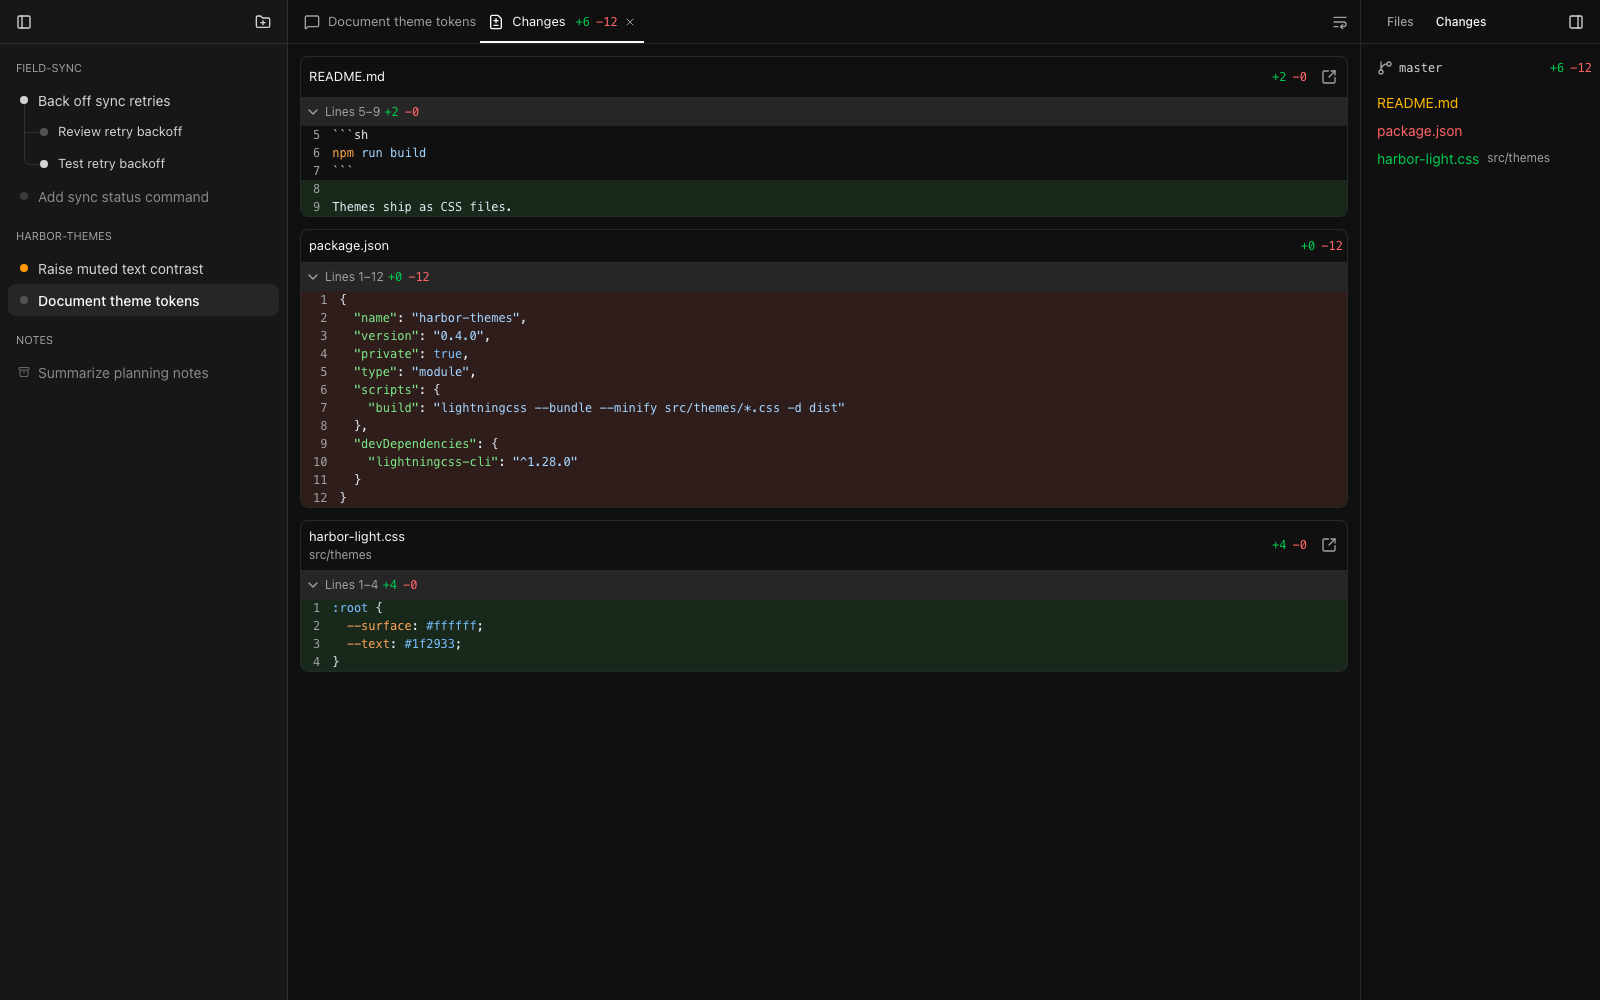 FIELD-SYNC
Back off sync retries
Review retry backoff
Test retry backoff
Add sync status command
HARBOR-THEMES
Raise muted text contrast
Document theme tokens
NOTES
Summarize planning notes
Document theme tokens
Changes +6 −12
README.md
+2 −0
Lines 5–9 +2 −0
5 ```sh
6 npm run build
7 ```
8
9 Themes ship as CSS files.
package.json
+0 −12
Lines 1–12 +0 −12
1 {
2   "name": "harbor-themes",
3   "version": "0.4.0",
4   "private": true,
5   "type": "module",
6   "scripts": {
7     "build": "lightningcss --bundle --minify src/themes/*.css -d dist"
8   },
9   "devDependencies": {
10     "lightningcss-cli": "^1.28.0"
11   }
12 }
harbor-light.css
src/themes
+4 −0
Lines 1–4 +4 −0
1 :root {
2   --surface: #ffffff;
3   --text: #1f2933;
4 }
Files
Changes
master
+6 −12
README.md
package.json
harbor-light.css src/themes